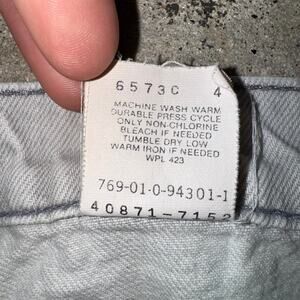 6573C 4
MACHINE WASH WARM
DURABLE PRESS CYCLE
ONLY NON-CHLORINE
BLEACH IF NEEDED
TUMBLE DRY LOW
WARM IRON IF NEEDED
WPL 423
769-01-0-94301-1
40871-7152